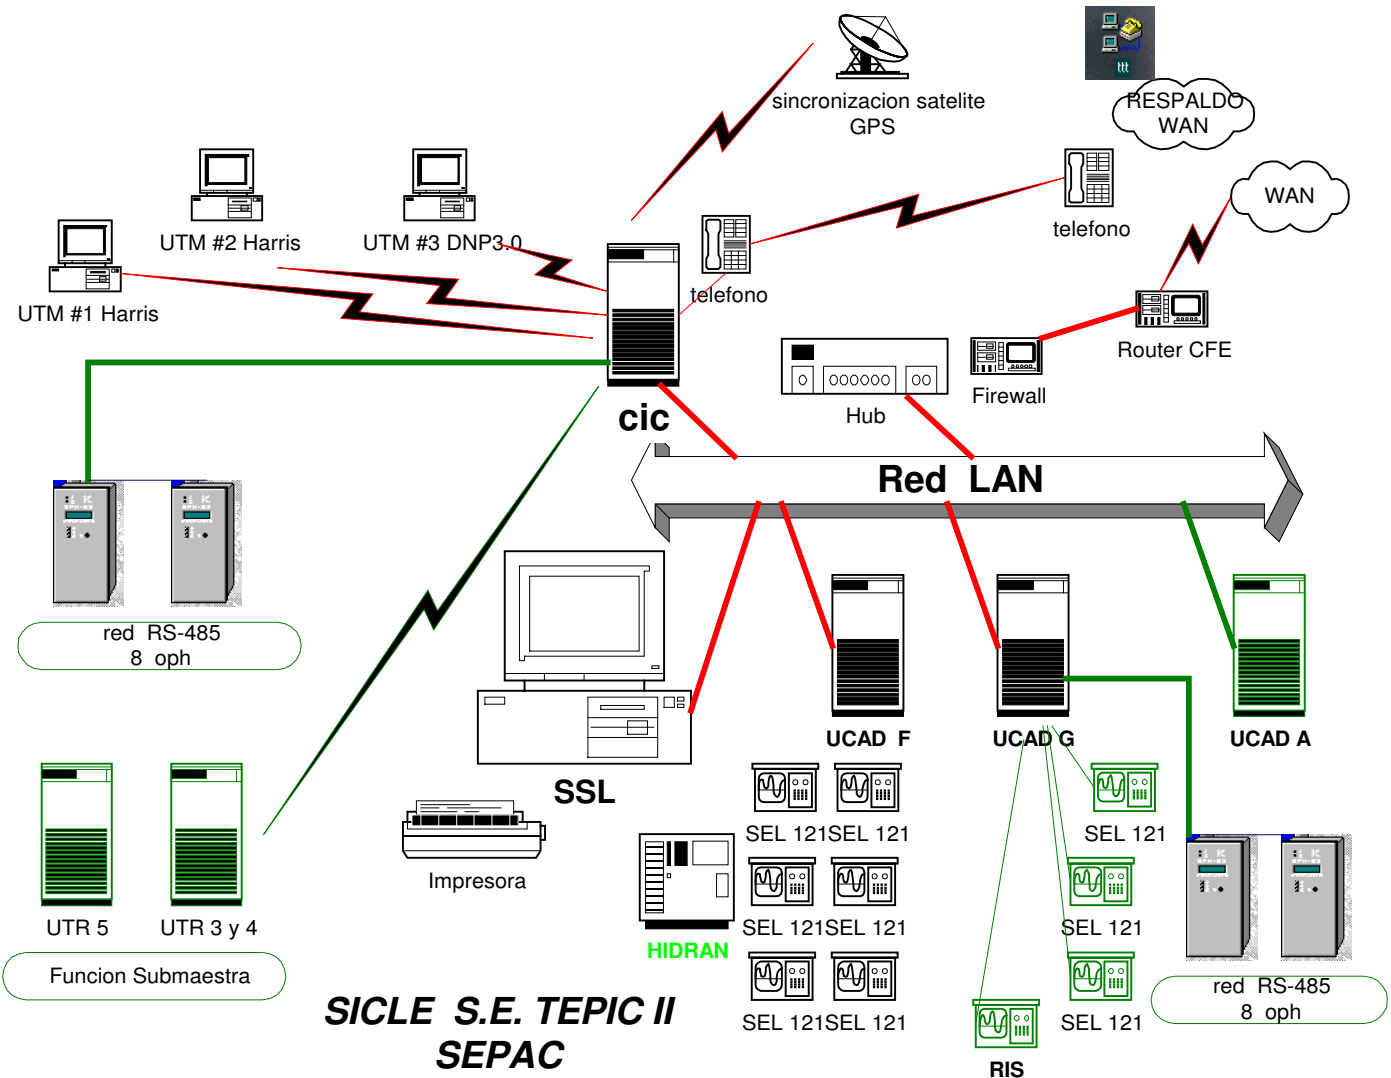 sincronizacion satelite
GPS
ttt
RESPALDO
WAN
WAN
UTM #2 Harris
UTM #3 DNP3.0
UTM #1 Harris
telefono
telefono
Router CFE
Firewall
Hub
cic
Red LAN
red RS-485
8 oph
SSL
Impresora
UCAD F
UCAD G
UCAD A
UTR 5
UTR 3 y 4
Funcion Submaestra
HIDRAN
SEL 121 SEL 121
SEL 121
SEL 121 SEL 121
SEL 121
SEL 121 SEL 121
SEL 121
RIS
red RS-485
8 oph
SICLE S.E. TEPIC II
SEPAC